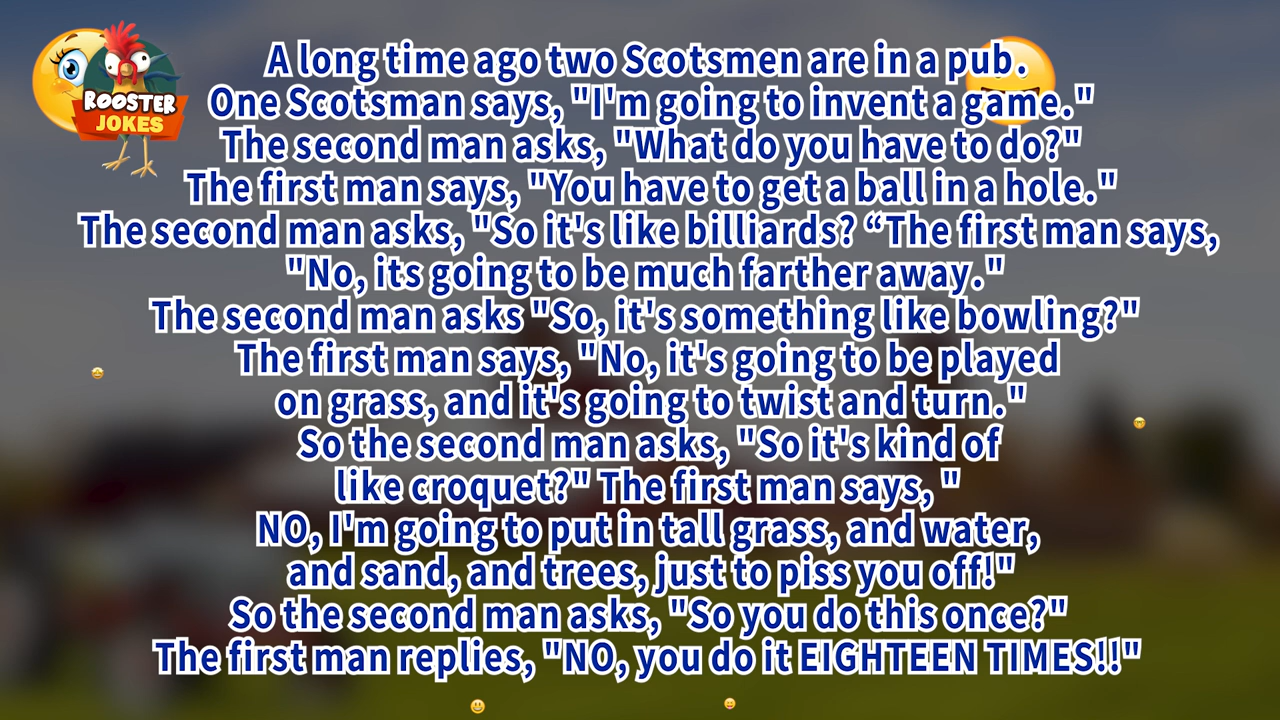 ROOSTER
JOKES
A long time ago two Scotsmen are in a pub.
One Scotsman says, "I'm going to invent a game."
The second man asks, "What do you have to do?"
The first man says, "You have to get a ball in a hole."
The second man asks, "So it's like billiards? “The first man says,
"No, its going to be much farther away."
The second man asks "So, it's something like bowling?"
The first man says, "No, it's going to be played
on grass, and it's going to twist and turn."
So the second man asks, "So it's kind of
like croquet?" The first man says, "
NO, I'm going to put in tall grass, and water,
and sand, and trees, just to piss you off!"
So the second man asks, "So you do this once?"
The first man replies, "NO, you do it EIGHTEEN TIMES!!"